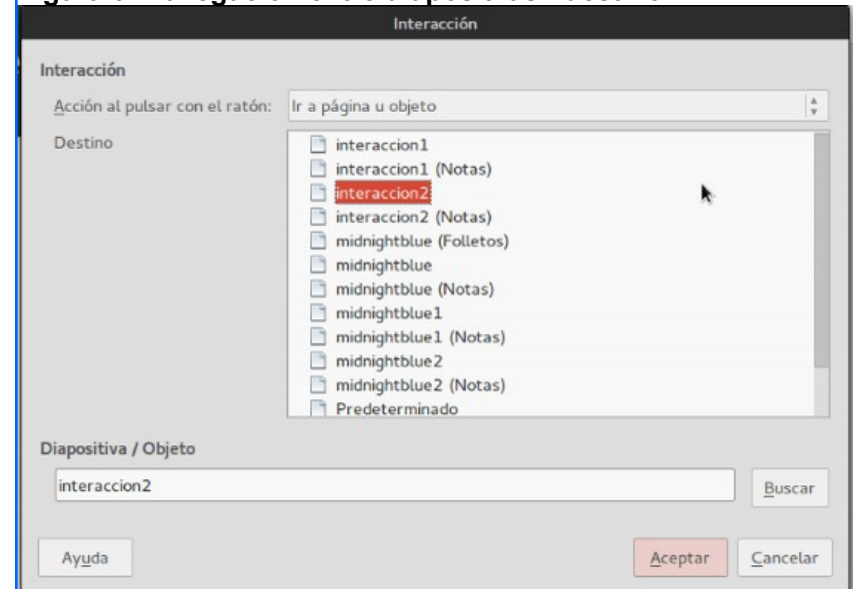 Interacción
Interacción
Acción al pulsar con el ratón: Ir a página u objeto
Destino
interaccion1
interaccion1 (Notas)
interaccion2
interaccion2 (Notas)
midnightblue (Folletos)
midnightblue
midnightblue (Notas)
midnightblue1
midnightblue1 (Notas)
midnightblue2
midnightblue2 (Notas)
Predeterminado
Diapositiva / Objeto
interaccion2 Buscar
Ayuda Aceptar Cancelar